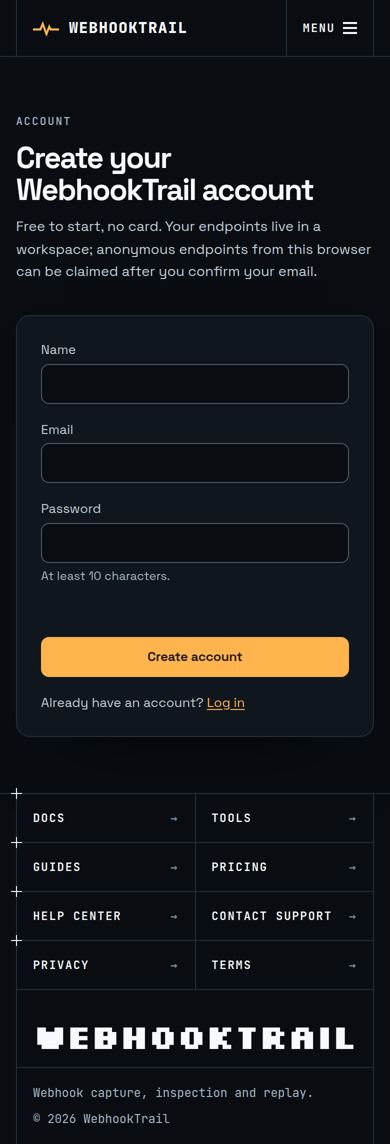 WEBHOOKTRAIL
MENU
ACCOUNT
Create your
WebhookTrail account
Free to start, no card. Your endpoints live in a
workspace; anonymous endpoints from this browser
can be claimed after you confirm your email.
Name
Email
Password
At least 10 characters.
Create account
Already have an account? Log in
DOCS →
TOOLS →
GUIDES →
PRICING →
HELP CENTER →
CONTACT SUPPORT →
PRIVACY →
TERMS →
WEBHOOKTRAIL
Webhook capture, inspection and replay.
© 2026 WebhookTrail